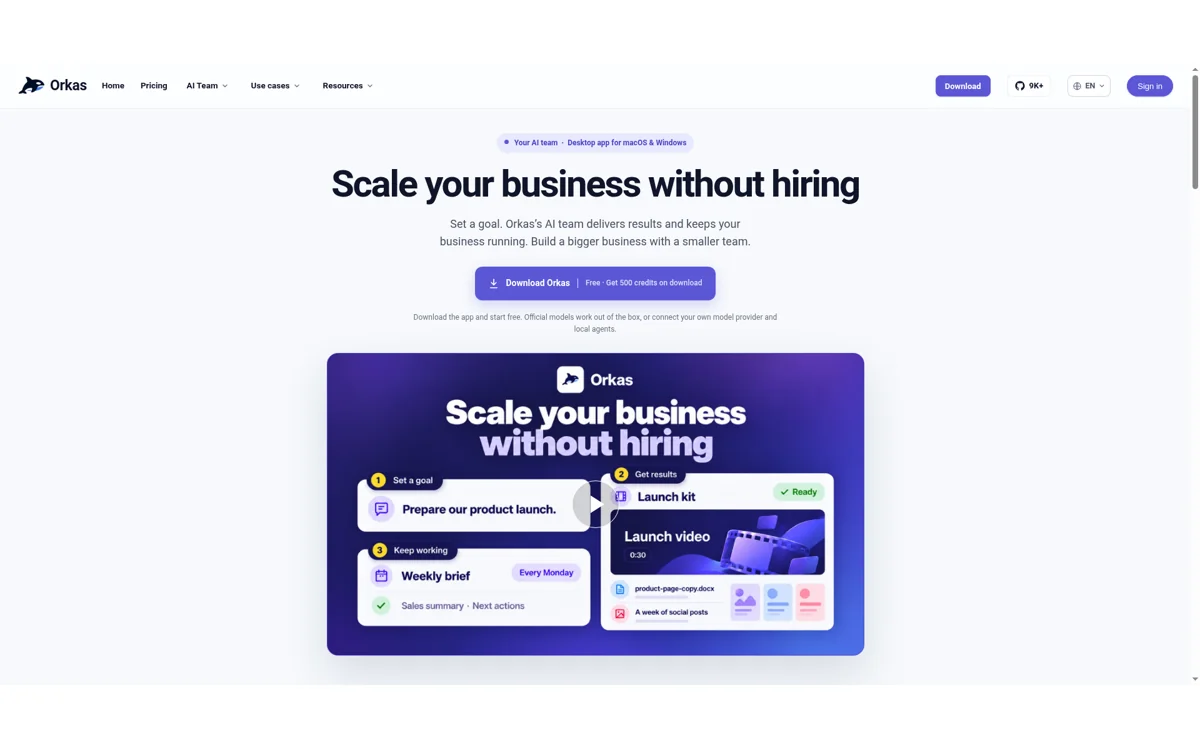 Orkas
Home
Pricing
AI Team
Use cases
Resources
Download
9K+
EN
Sign in
Your AI team · Desktop app for macOS & Windows
Scale your business without hiring
Set a goal. Orkas's AI team delivers results and keeps your
business running. Build a bigger business with a smaller team.
Download Orkas | Free · Get 500 credits on download
Download the app and start free. Official models work out of the box, or connect your own model provider and
local agents.
Orkas
Scale your business
without hiring
1 Set a goal
Prepare our product launch.
2 Get results
Launch kit
Ready
Launch video
0:30
product-page-copy.docx
A week of social posts
3 Keep working
Weekly brief
Every Monday
Sales summary · Next actions